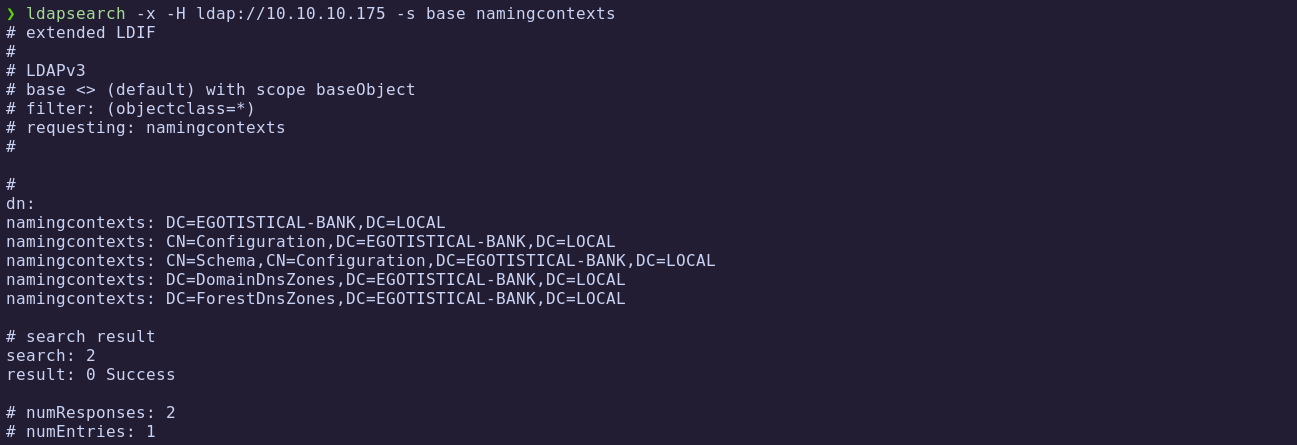 ❯ ldapsearch -x -H ldap://10.10.10.175 -s base namingcontexts
# extended LDIF
#
# LDAPv3
# base <> (default) with scope baseObject
# filter: (objectclass=*)
# requesting: namingcontexts
#
#
dn:
namingcontexts: DC=EGOTISTICAL-BANK,DC=LOCAL
namingcontexts: CN=Configuration,DC=EGOTISTICAL-BANK,DC=LOCAL
namingcontexts: CN=Schema,CN=Configuration,DC=EGOTISTICAL-BANK,DC=LOCAL
namingcontexts: DC=DomainDnsZones,DC=EGOTISTICAL-BANK,DC=LOCAL
namingcontexts: DC=ForestDnsZones,DC=EGOTISTICAL-BANK,DC=LOCAL
# search result
search: 2
result: 0 Success
# numResponses: 2
# numEntries: 1